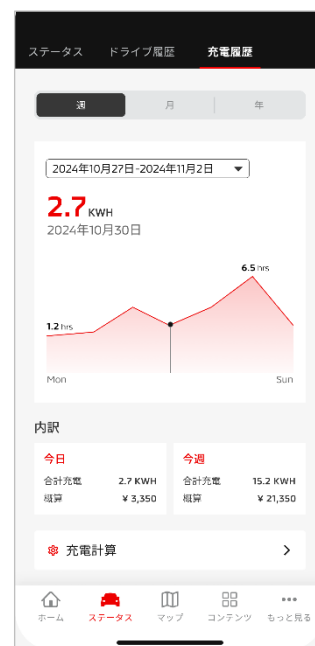 ステータス ドライブ履歴 充電履歴
週 月 年
2024年10月27日-2024年11月2日
2.7 KWH
2024年10月30日
6.5 hrs
1.2 hrs
Mon Sun
内訳
今日 今週
合計充電 2.7 KWH 合計充電 15.2 KWH
概算 ¥ 3,350 概算 ¥ 21,350
充電計算
ホーム ステータス マップ コンテンツ もっと見る